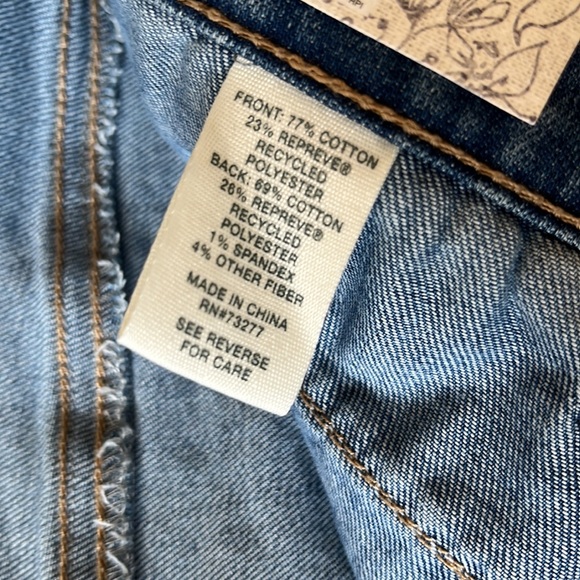 FRONT: 77% COTTON
23% REPREVE®
RECYCLED
POLYESTER
BACK: 69% COTTON
26% REPREVE®
RECYCLED
POLYESTER
1% SPANDEX
4% OTHER FIBER
MADE IN CHINA
RN#73277
SEE REVERSE
FOR CARE